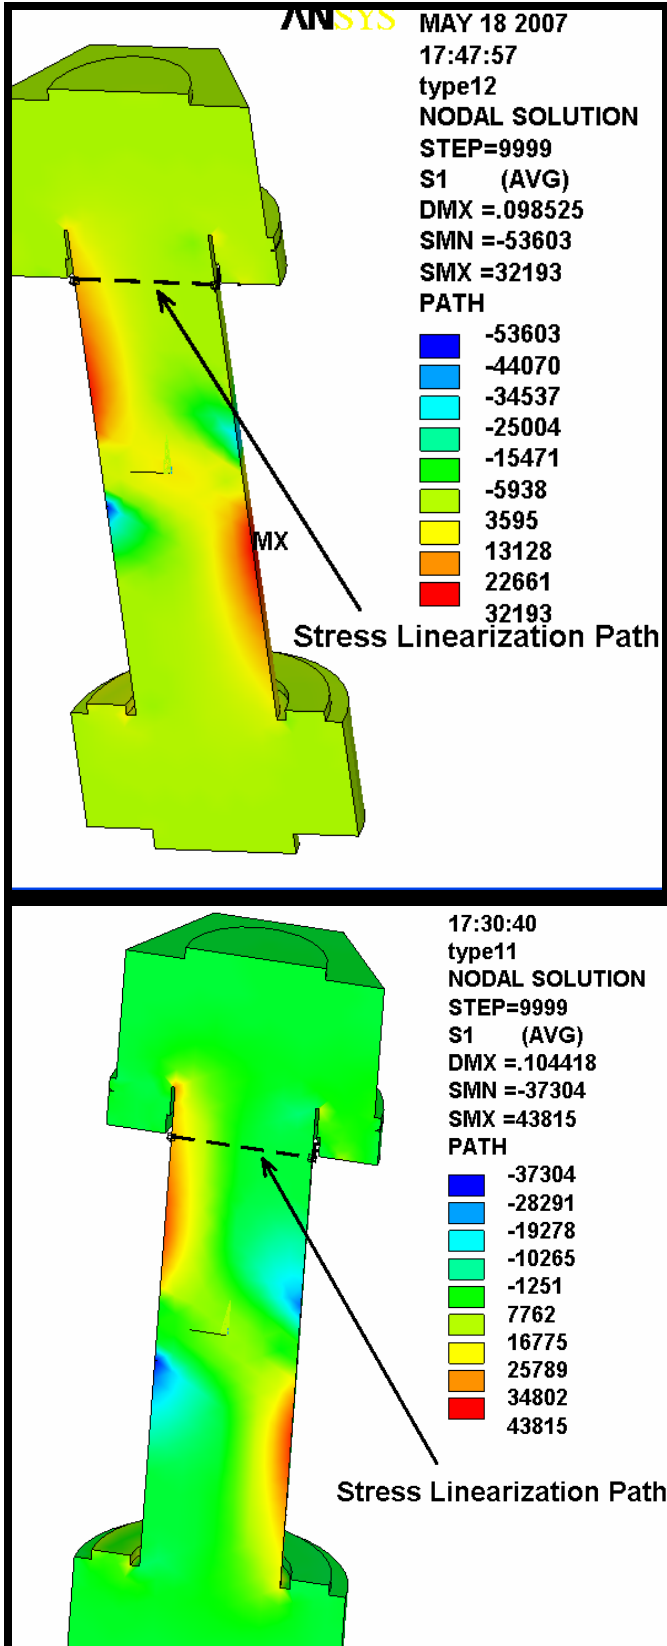 ANSYS
MAY 18 2007
17:47:57
type12
NODAL SOLUTION
STEP=9999
S1 (AVG)
DMX =.098525
SMN =-53603
SMX =32193
PATH
-53603
-44070
-34537
-25004
-15471
-5938
3595
13128
22661
32193
MX
Stress Linearization Path
17:30:40
type11
NODAL SOLUTION
STEP=9999
S1 (AVG)
DMX =.104418
SMN =-37304
SMX =43815
PATH
-37304
-28291
-19278
-10265
-1251
7762
16775
25789
34802
43815
Stress Linearization Path